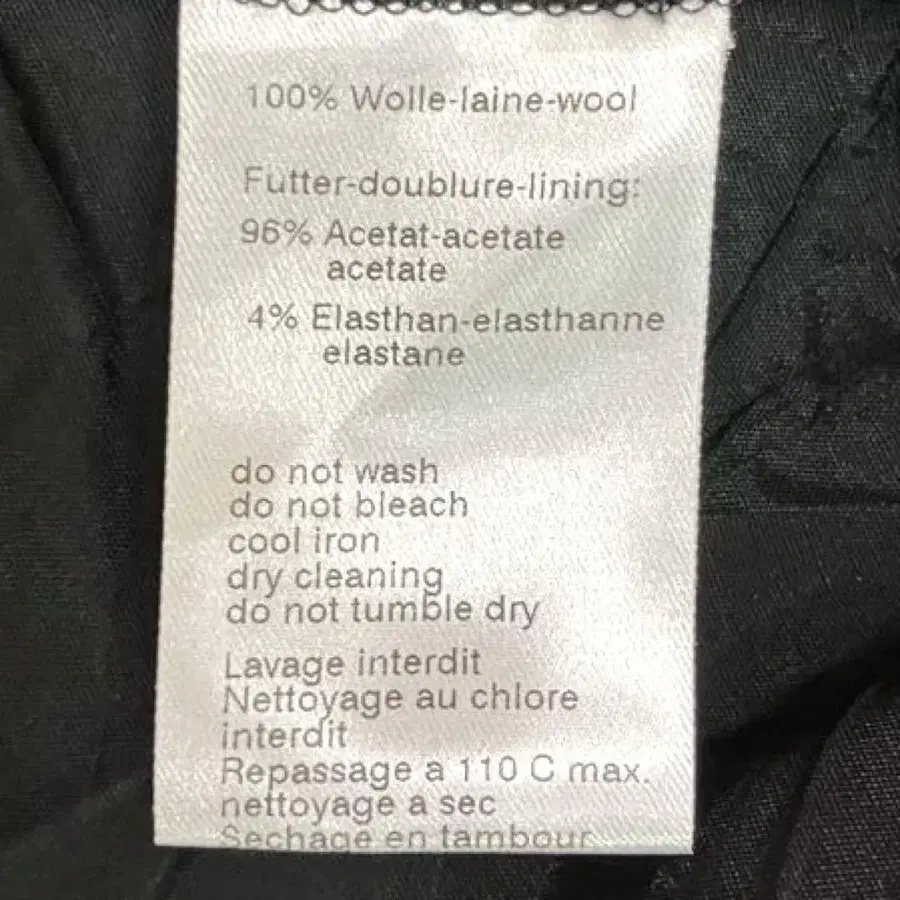 100% Wolle-laine-wool
Futter-doublure-lining:
96% Acetat-acetate
acetate
4% Elasthan-elasthanne
elastane
do not wash
do not bleach
cool iron
dry cleaning
do not tumble dry
Lavage interdit
Nettoyage au chlore
interdit
Repassage a 110 C max.
nettoyage a sec
Sechage en tambour